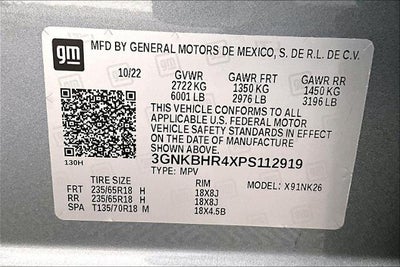 gm
MFD BY GENERAL MOTORS DE MEXICO, S. DE R.L. DE C.V.
10/22 GVWR GAWR FRT GAWR RR
2722 KG 1350 KG 1450 KG
6001 LB 2976 LB 3196 LB
THIS VEHICLE CONFORMS TO ALL
APPLICABLE U.S. FEDERAL MOTOR
VEHICLE SAFETY STANDARDS IN EFFECT
ON THE DATE OF MANUFACTURE
SHOWN ABOVE.
3GNKBHR4XPS112919
130H
TYPE: MPV
TIRE SIZE RIM MODEL: X91NK26
FRT 235/65R18 H 18X8J
RR 235/65R18 H 18X8J
SPA T135/70R18 M 18X4.5B